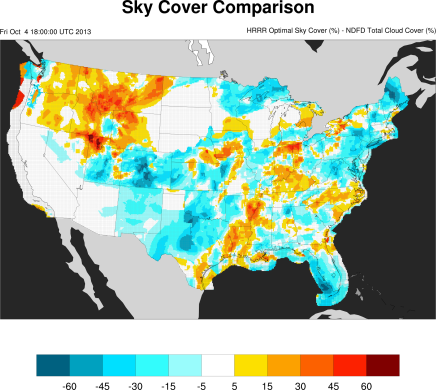 Sky Cover Comparison
Fri Oct 4 18:00:00 UTC 2013
HRRR Optimal Sky Cover (%) - NDFD Total Cloud Cover (%)
-60 -45 -30 -15 -5 5 15 30 45 60